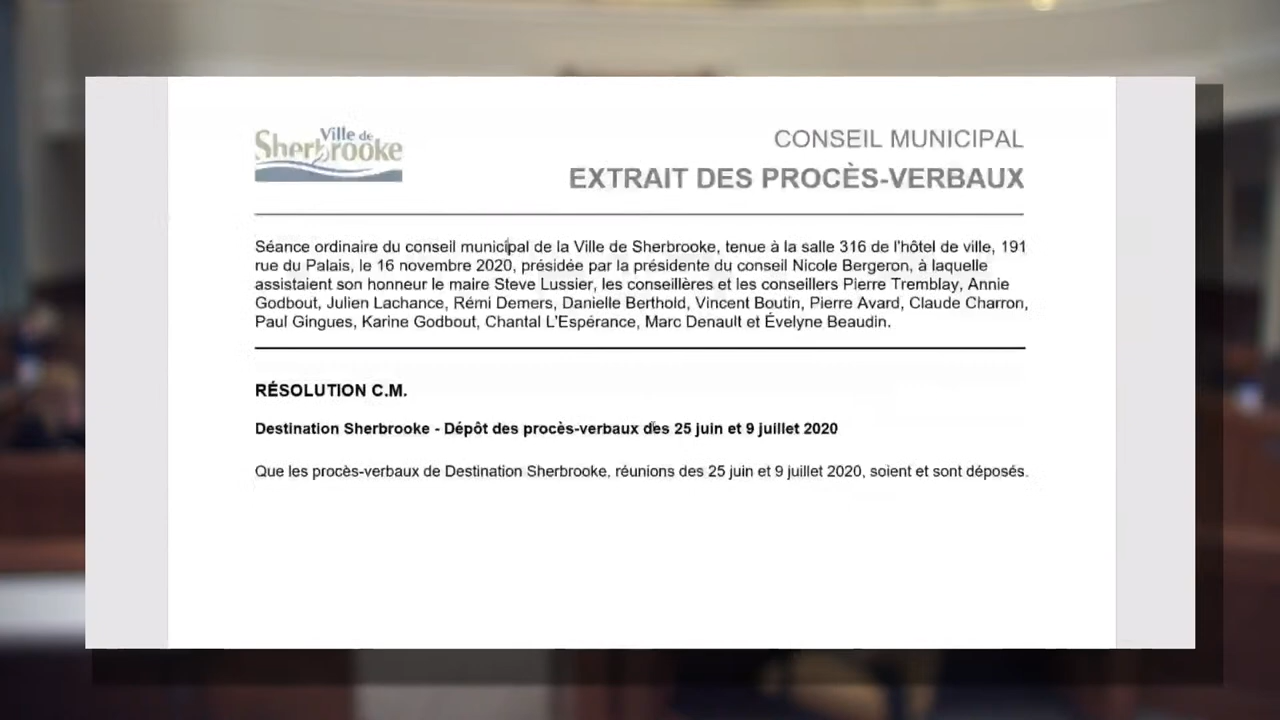 Ville de
Sherbrooke
CONSEIL MUNICIPAL
EXTRAIT DES PROCÈS-VERBAUX
Séance ordinaire du conseil municipal de la Ville de Sherbrooke, tenue à la salle 316 de l'hôtel de ville, 191
rue du Palais, le 16 novembre 2020, présidée par la présidente du conseil Nicole Bergeron, à laquelle
assistaient son honneur le maire Steve Lussier, les conseillères et les conseillers Pierre Tremblay, Annie
Godbout, Julien Lachance, Rémi Demers, Danielle Berthold, Vincent Boutin, Pierre Avard, Claude Charron,
Paul Gingues, Karine Godbout, Chantal L'Espérance, Marc Denault et Évelyne Beaudin.
RÉSOLUTION C.M.
Destination Sherbrooke - Dépôt des procès-verbaux des 25 juin et 9 juillet 2020
Que les procès-verbaux de Destination Sherbrooke, réunions des 25 juin et 9 juillet 2020, soient et sont déposés.